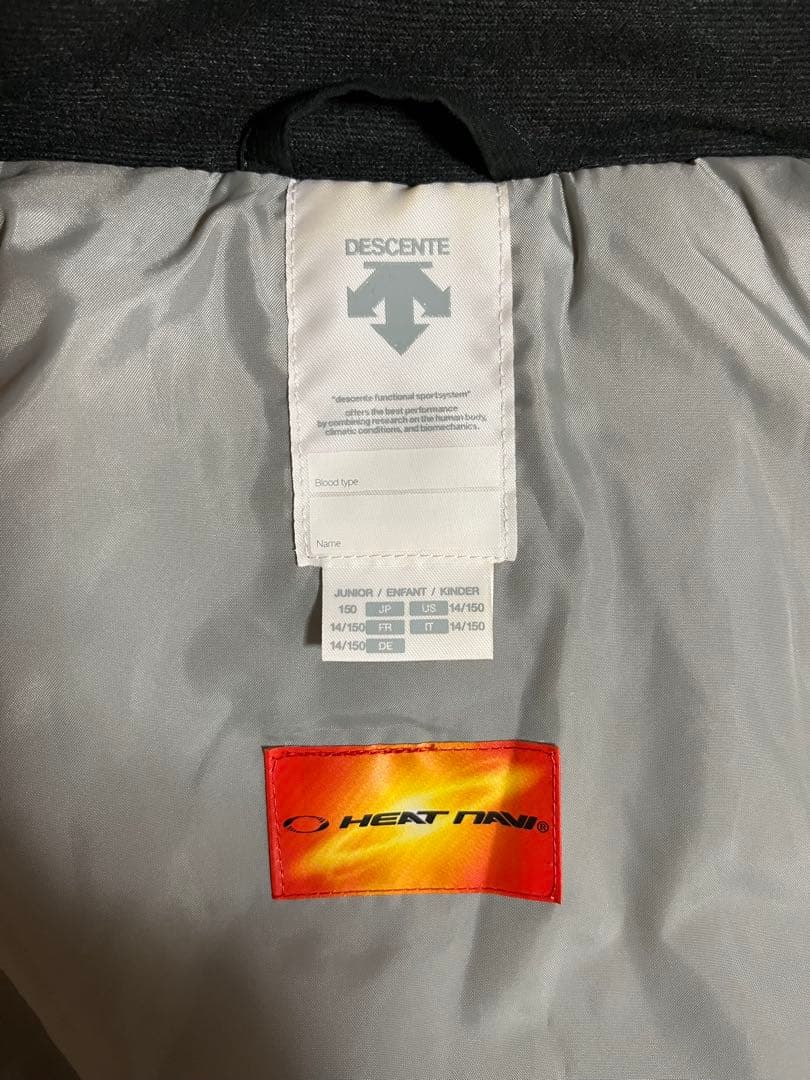 DESCENTE
"descente functional sportsystem"
offers the best performance
by combining research on the human body,
climatic conditions, and biomechanics.
Blood type
Name
JUNIOR / ENFANT / KINDER
150 JP US 14/150
14/150 FR IT 14/150
14/150 DE
HEAT NAVI®